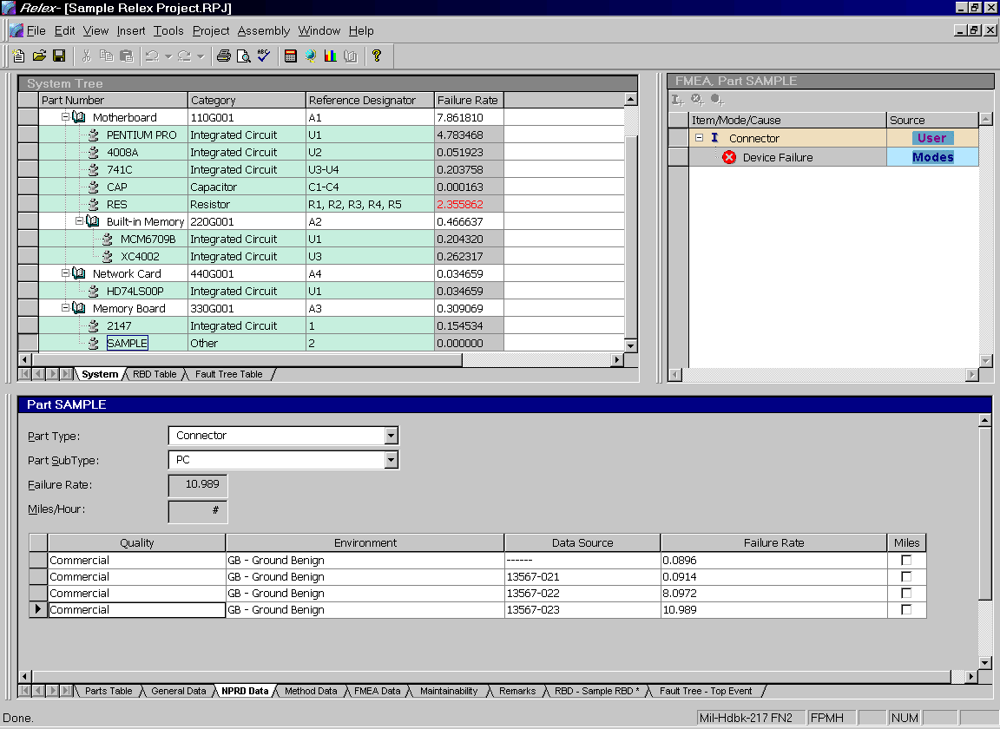 Relex- [Sample Relex Project.RPJ]
File Edit View Insert Tools Project Assembly Window Help
System Tree
Part Number Category Reference Designator Failure Rate
Motherboard 110G001 A1 7.861810
PENTIUM PRO Integrated Circuit U1 4.783468
4008A Integrated Circuit U2 0.051923
741C Integrated Circuit U3-U4 0.203758
CAP Capacitor C1-C4 0.000163
RES Resistor R1, R2, R3, R4, R5 2.355862
Built-in Memory 220G001 A2 0.466637
MCM6709B Integrated Circuit U1 0.204320
XC4002 Integrated Circuit U3 0.262317
Network Card 440G001 A4 0.034659
HD74LS00P Integrated Circuit U1 0.034659
Memory Board 330G001 A3 0.309069
2147 Integrated Circuit 1 0.154534
SAMPLE Other 2 0.000000
System RBD Table Fault Tree Table
FMEA, Part SAMPLE
Item/Mode/Cause Source
Connector User
Device Failure Modes
Part SAMPLE
Part Type: Connector
Part SubType: PC
Failure Rate: 10.989
Miles/Hour: #
Quality Environment Data Source Failure Rate Miles
Commercial GB - Ground Benign ------ 0.0896
Commercial GB - Ground Benign 13567-021 0.0914
Commercial GB - Ground Benign 13567-022 8.0972
Commercial GB - Ground Benign 13567-023 10.989
Parts Table General Data NPRD Data Method Data FMEA Data Maintainability Remarks RBD - Sample RBD * Fault Tree - Top Event
Done. Mil-Hdbk-217 FN2 FPMH NUM